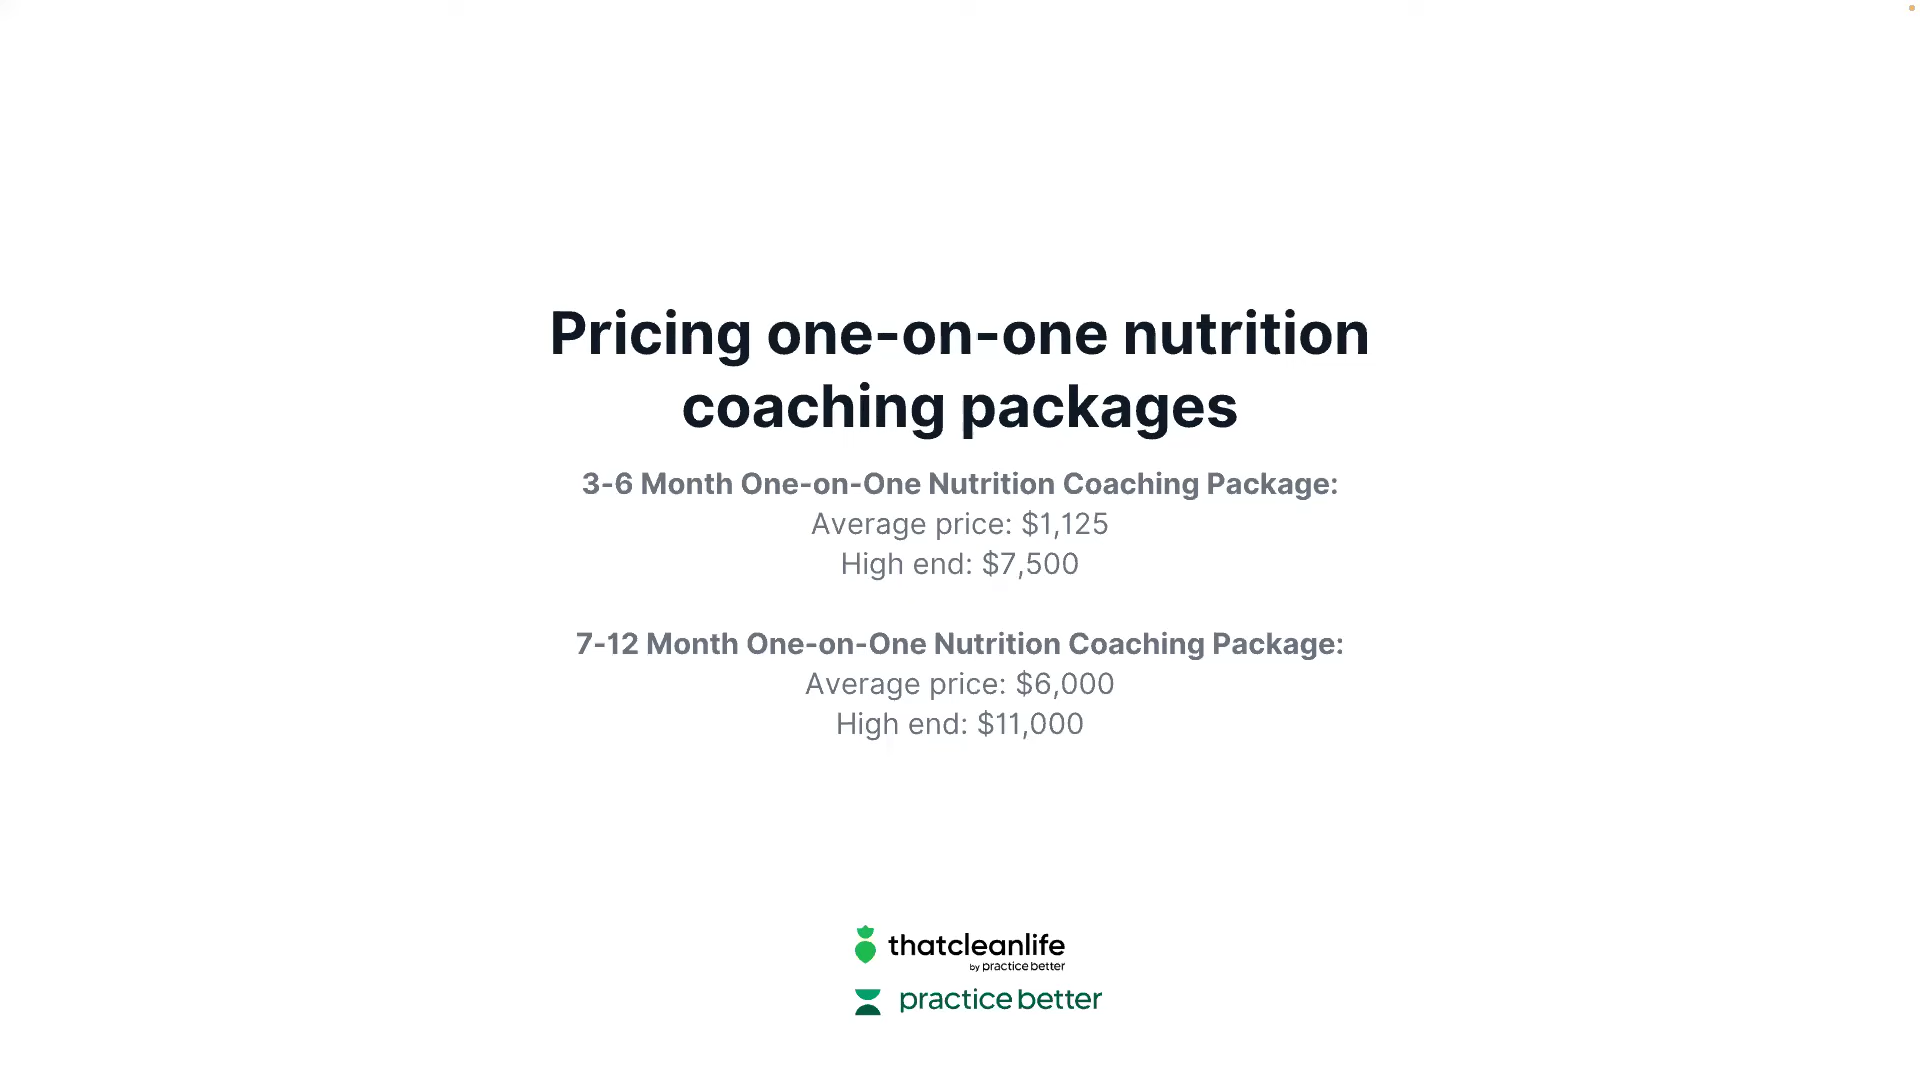 Pricing one-on-one nutrition
coaching packages
3-6 Month One-on-One Nutrition Coaching Package:
Average price: $1,125
High end: $7,500
7-12 Month One-on-One Nutrition Coaching Package:
Average price: $6,000
High end: $11,000
thatcleanlife
by practice better
practice better